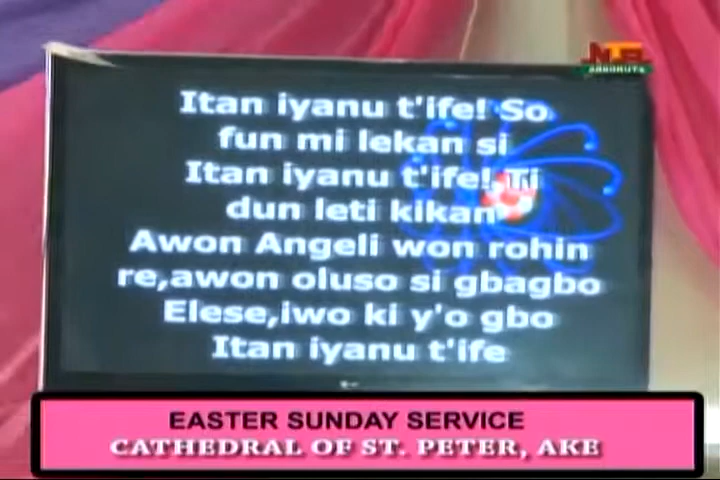 NTA
ABEOKUTA
Itan iyanu t'ife! So
fun mi lekan si
Itan iyanu t'ife! Ti
dun leti kikan
Awon Angeli won rohin
re,awon oluso si gbagbo
Elese,iwo ki y'o gbo
Itan iyanu t'ife
EASTER SUNDAY SERVICE
CATHEDRAL OF ST. PETER, AKE